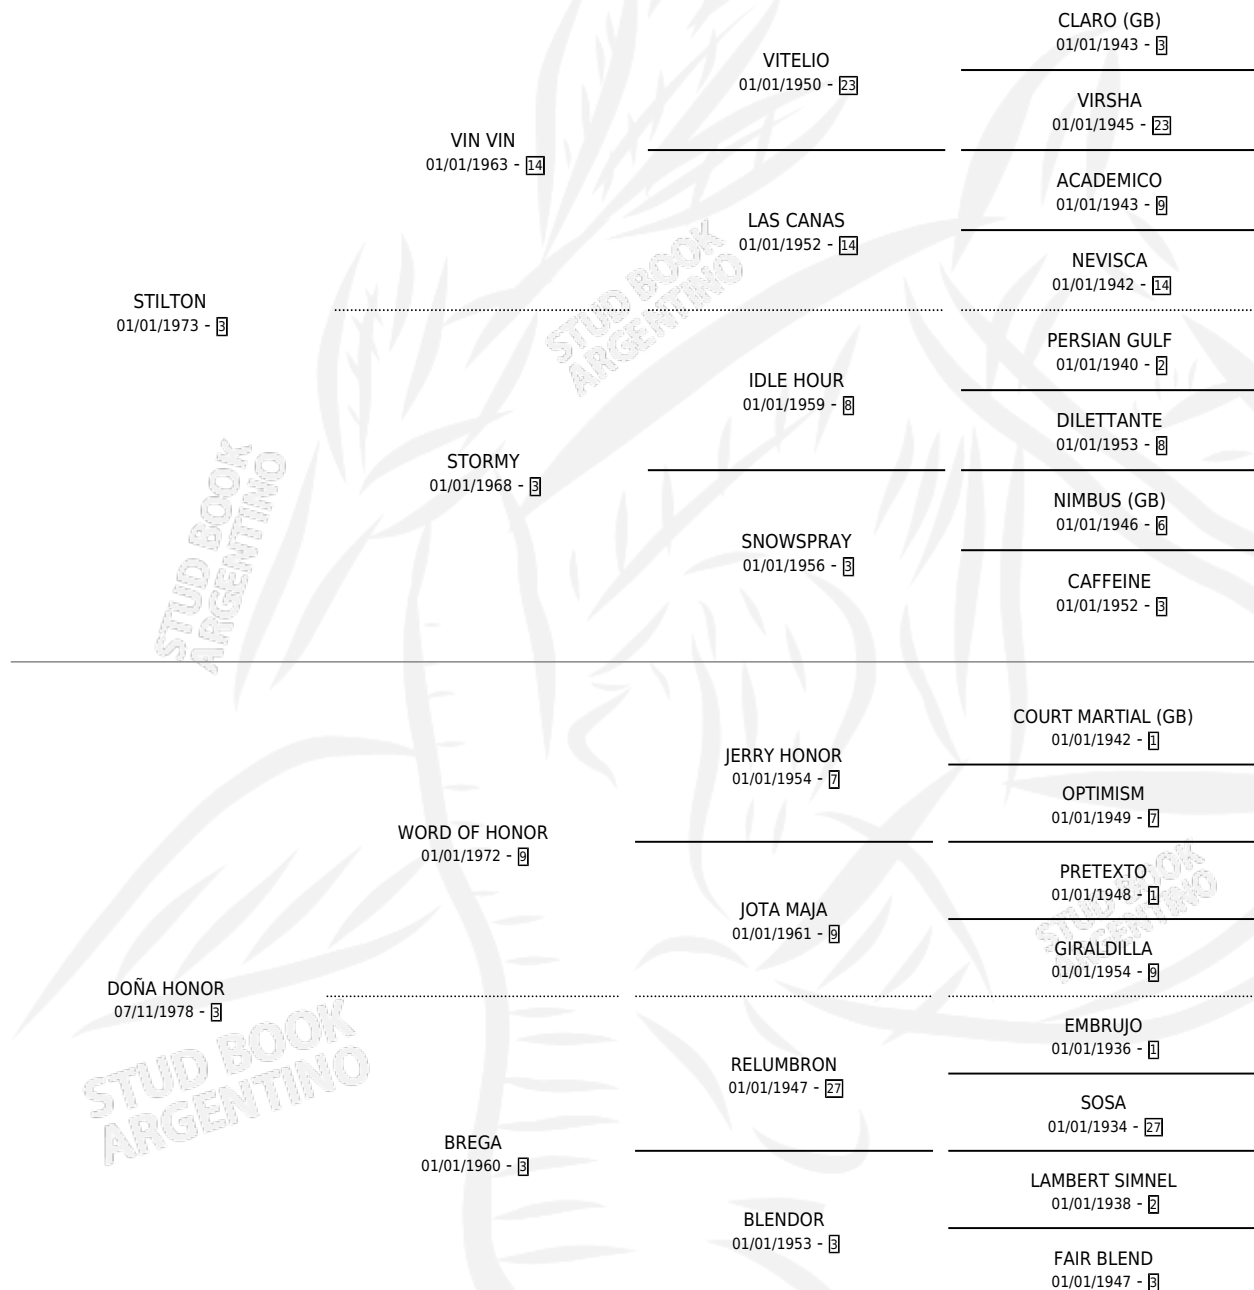 CLARO (GB)
01/01/1943 - 3
VITELIO
01/01/1950 - 23
VIRSHA
01/01/1945 - 23
VIN VIN
01/01/1963 - 14
ACADEMICO
01/01/1943 - 9
LAS CANAS
01/01/1952 - 14
NEVISCA
01/01/1942 - 14
STILTON
01/01/1973 - 3
PERSIAN GULF
01/01/1940 - 2
IDLE HOUR
01/01/1959 - 8
DILETTANTE
01/01/1953 - 8
STORMY
01/01/1968 - 3
NIMBUS (GB)
01/01/1946 - 6
SNOWSPRAY
01/01/1956 - 3
CAFFEINE
01/01/1952 - 3
COURT MARTIAL (GB)
01/01/1942 - 1
JERRY HONOR
01/01/1954 - 7
OPTIMISM
01/01/1949 - 7
WORD OF HONOR
01/01/1972 - 9
PRETEXTO
01/01/1948 - 1
JOTA MAJA
01/01/1961 - 9
GIRALDILLA
01/01/1954 - 9
DOÑA HONOR
07/11/1978 - 3
EMBRUJO
01/01/1936 - 1
RELUMBRON
01/01/1947 - 27
SOSA
01/01/1934 - 27
BREGA
01/01/1960 - 3
LAMBERT SIMNEL
01/01/1938 - 2
BLENDOR
01/01/1953 - 3
FAIR BLEND
01/01/1947 - 3
STUD BOOK
ARGENTINO
STUD BOOK
ARGENTINO
STUD BOOK
ARGENTINO
STUD BOOK
ARGENTINO